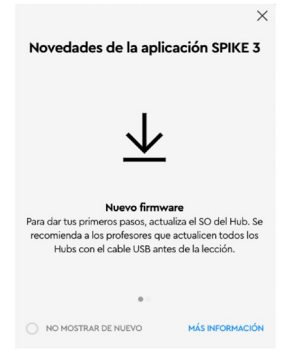 Novedades de la aplicación SPIKE 3
Nuevo firmware
Para dar tus primeros pasos, actualiza el SO del Hub. Se
recomienda a los profesores que actualicen todos los
Hubs con el cable USB antes de la lección.
NO MOSTRAR DE NUEVO MÁS INFORMACIÓN